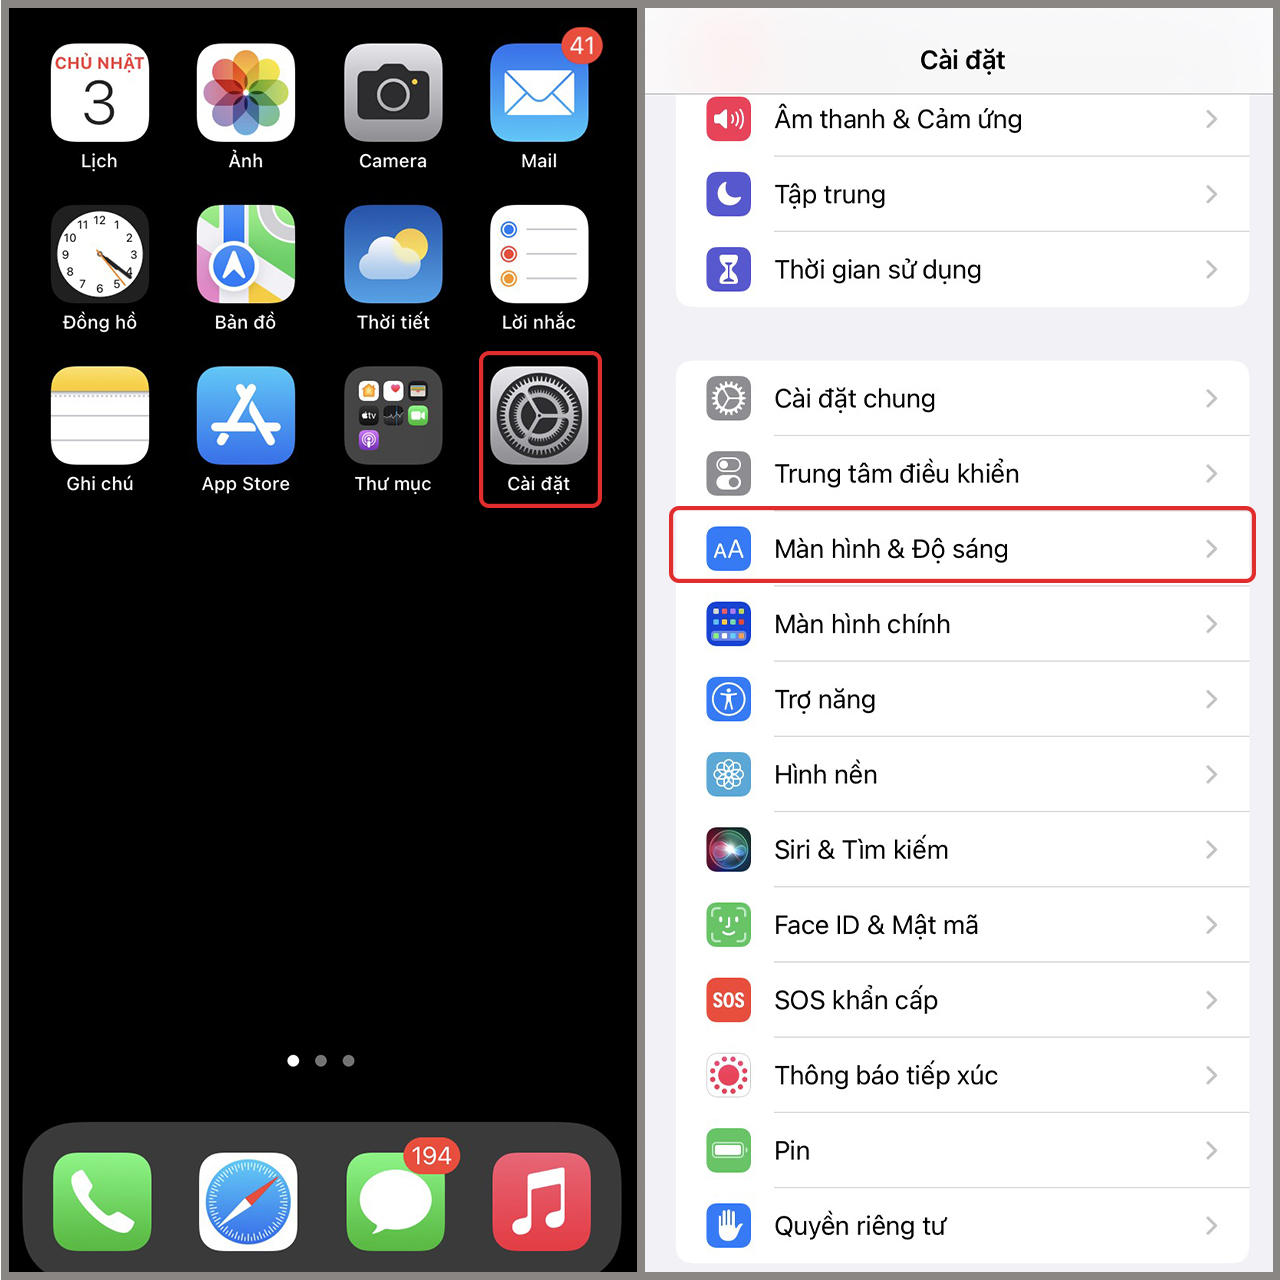 CHỦ NHẬT
41
3
Lịch
Ảnh
Camera
Mail
12
11
1
10
2
9
3
8
4
7
5
6
Đồng hồ
Bản đồ
Thời tiết
Lời nhắc
tv
Ghi chú
App Store
Thư mục
Cài đặt
194
Cài đặt
Âm thanh & Cảm ứng
Tập trung
Thời gian sử dụng
Cài đặt chung
Trung tâm điều khiển
AA Màn hình & Độ sáng
Màn hình chính
Trợ năng
Hình nền
Siri & Tìm kiếm
Face ID & Mật mã
SOS SOS khẩn cấp
Thông báo tiếp xúc
Pin
Quyền riêng tư